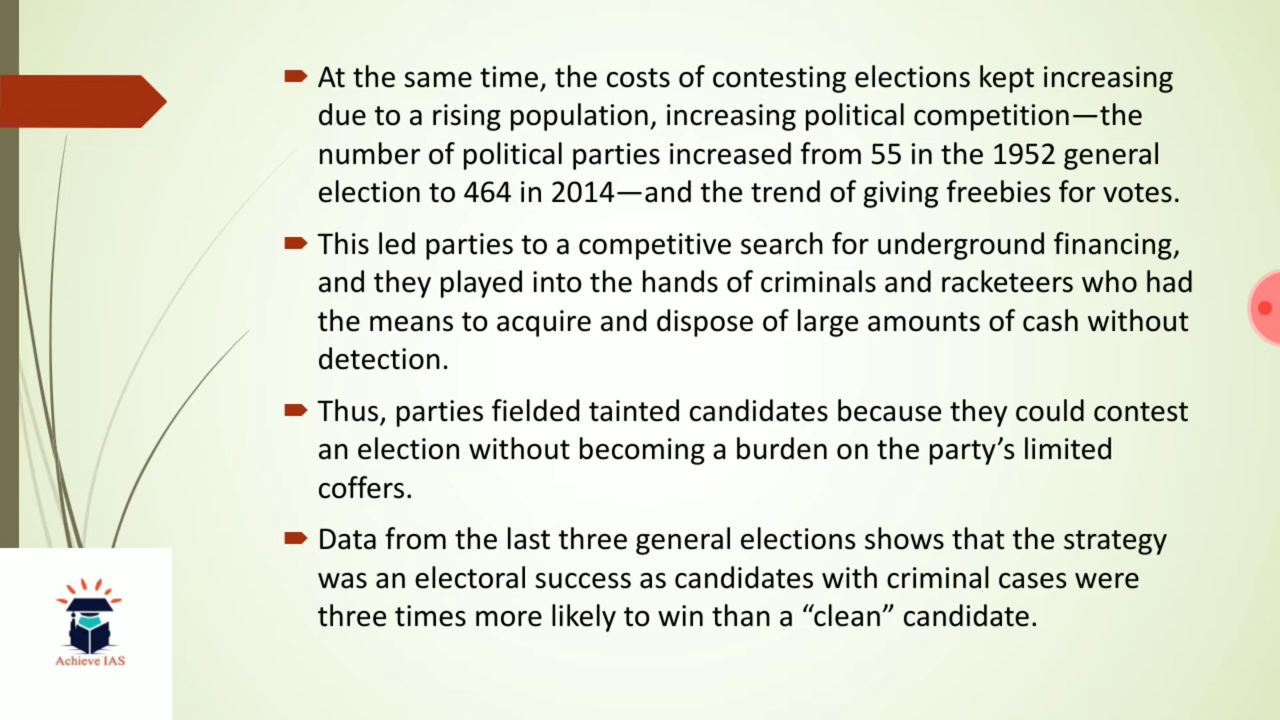 At the same time, the costs of contesting elections kept increasing
due to a rising population, increasing political competition—the
number of political parties increased from 55 in the 1952 general
election to 464 in 2014—and the trend of giving freebies for votes.
This led parties to a competitive search for underground financing,
and they played into the hands of criminals and racketeers who had
the means to acquire and dispose of large amounts of cash without
detection.
Thus, parties fielded tainted candidates because they could contest
an election without becoming a burden on the party’s limited
coffers.
Data from the last three general elections shows that the strategy
was an electoral success as candidates with criminal cases were
three times more likely to win than a “clean” candidate.
Achieve IAS